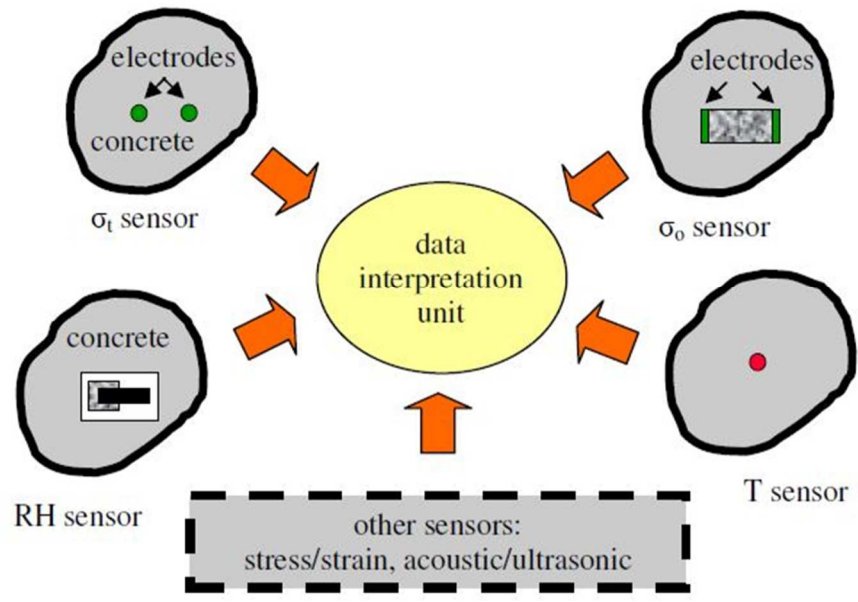 electrodes
concrete
σt sensor
electrodes
σo sensor
data
interpretation
unit
concrete
RH sensor
T sensor
other sensors:
stress/strain, acoustic/ultrasonic